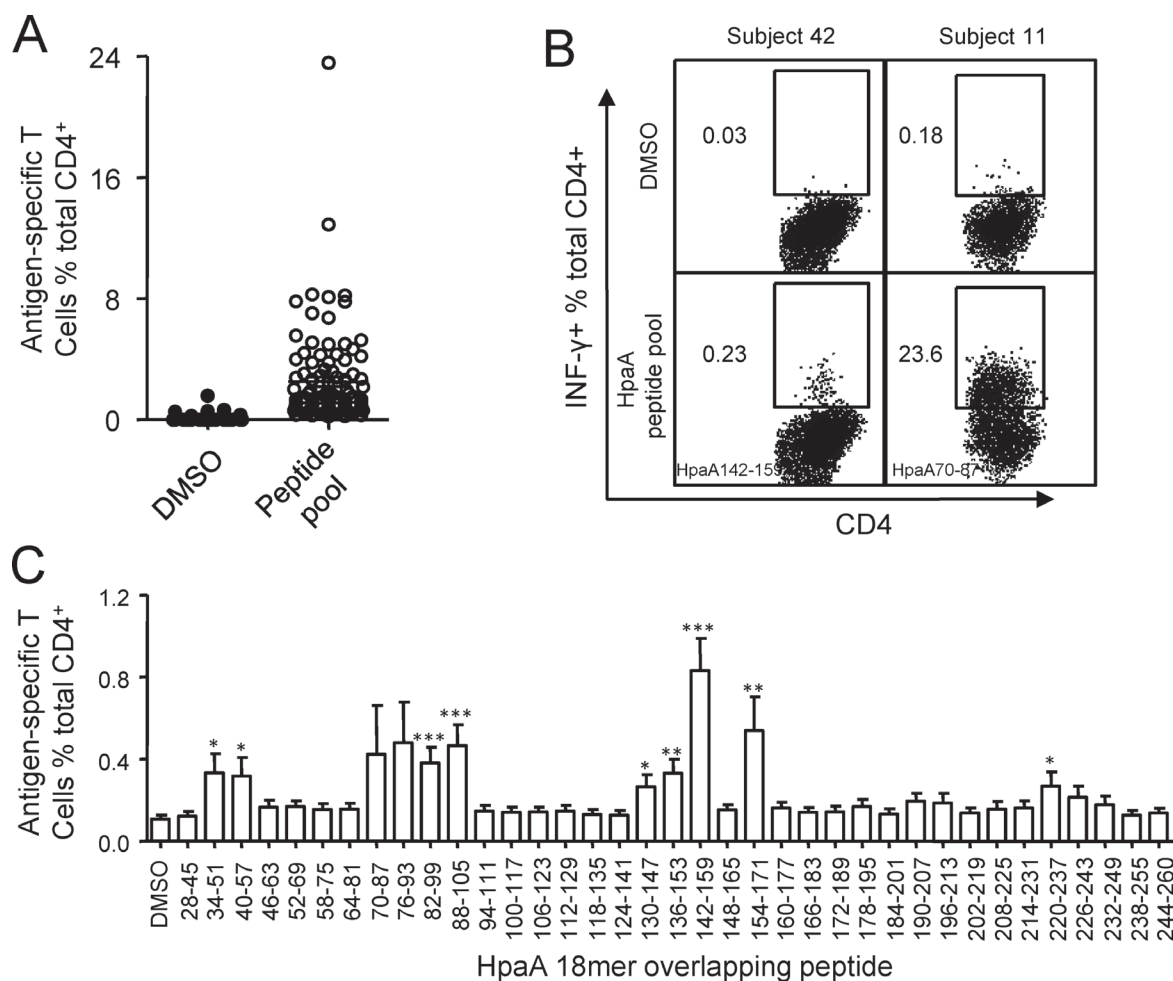 A
Antigen-specific T
Cells % total CD4⁺
24
16
8
0
DMSO
Peptide
pool
B
Subject 42
Subject 11
INF-γ+ % total CD4+
DMSO
0.03
0.18
HpaA
peptide pool
0.23
23.6
HpaA142-159
HpaA70-87
CD4
C
Antigen-specific T
Cells % total CD4⁺
1.2
0.8
0.4
0.0
*
*
***
***
*
**
***
**
*
DMSO
28-45
34-51
40-57
46-63
52-69
58-75
64-81
70-87
76-93
82-99
88-105
94-111
100-117
106-123
112-129
118-135
124-141
130-147
136-153
142-159
148-165
154-171
160-177
166-183
172-189
178-195
184-201
190-207
196-213
202-219
208-225
214-231
220-237
226-243
232-249
238-255
244-260
HpaA 18mer overlapping peptide